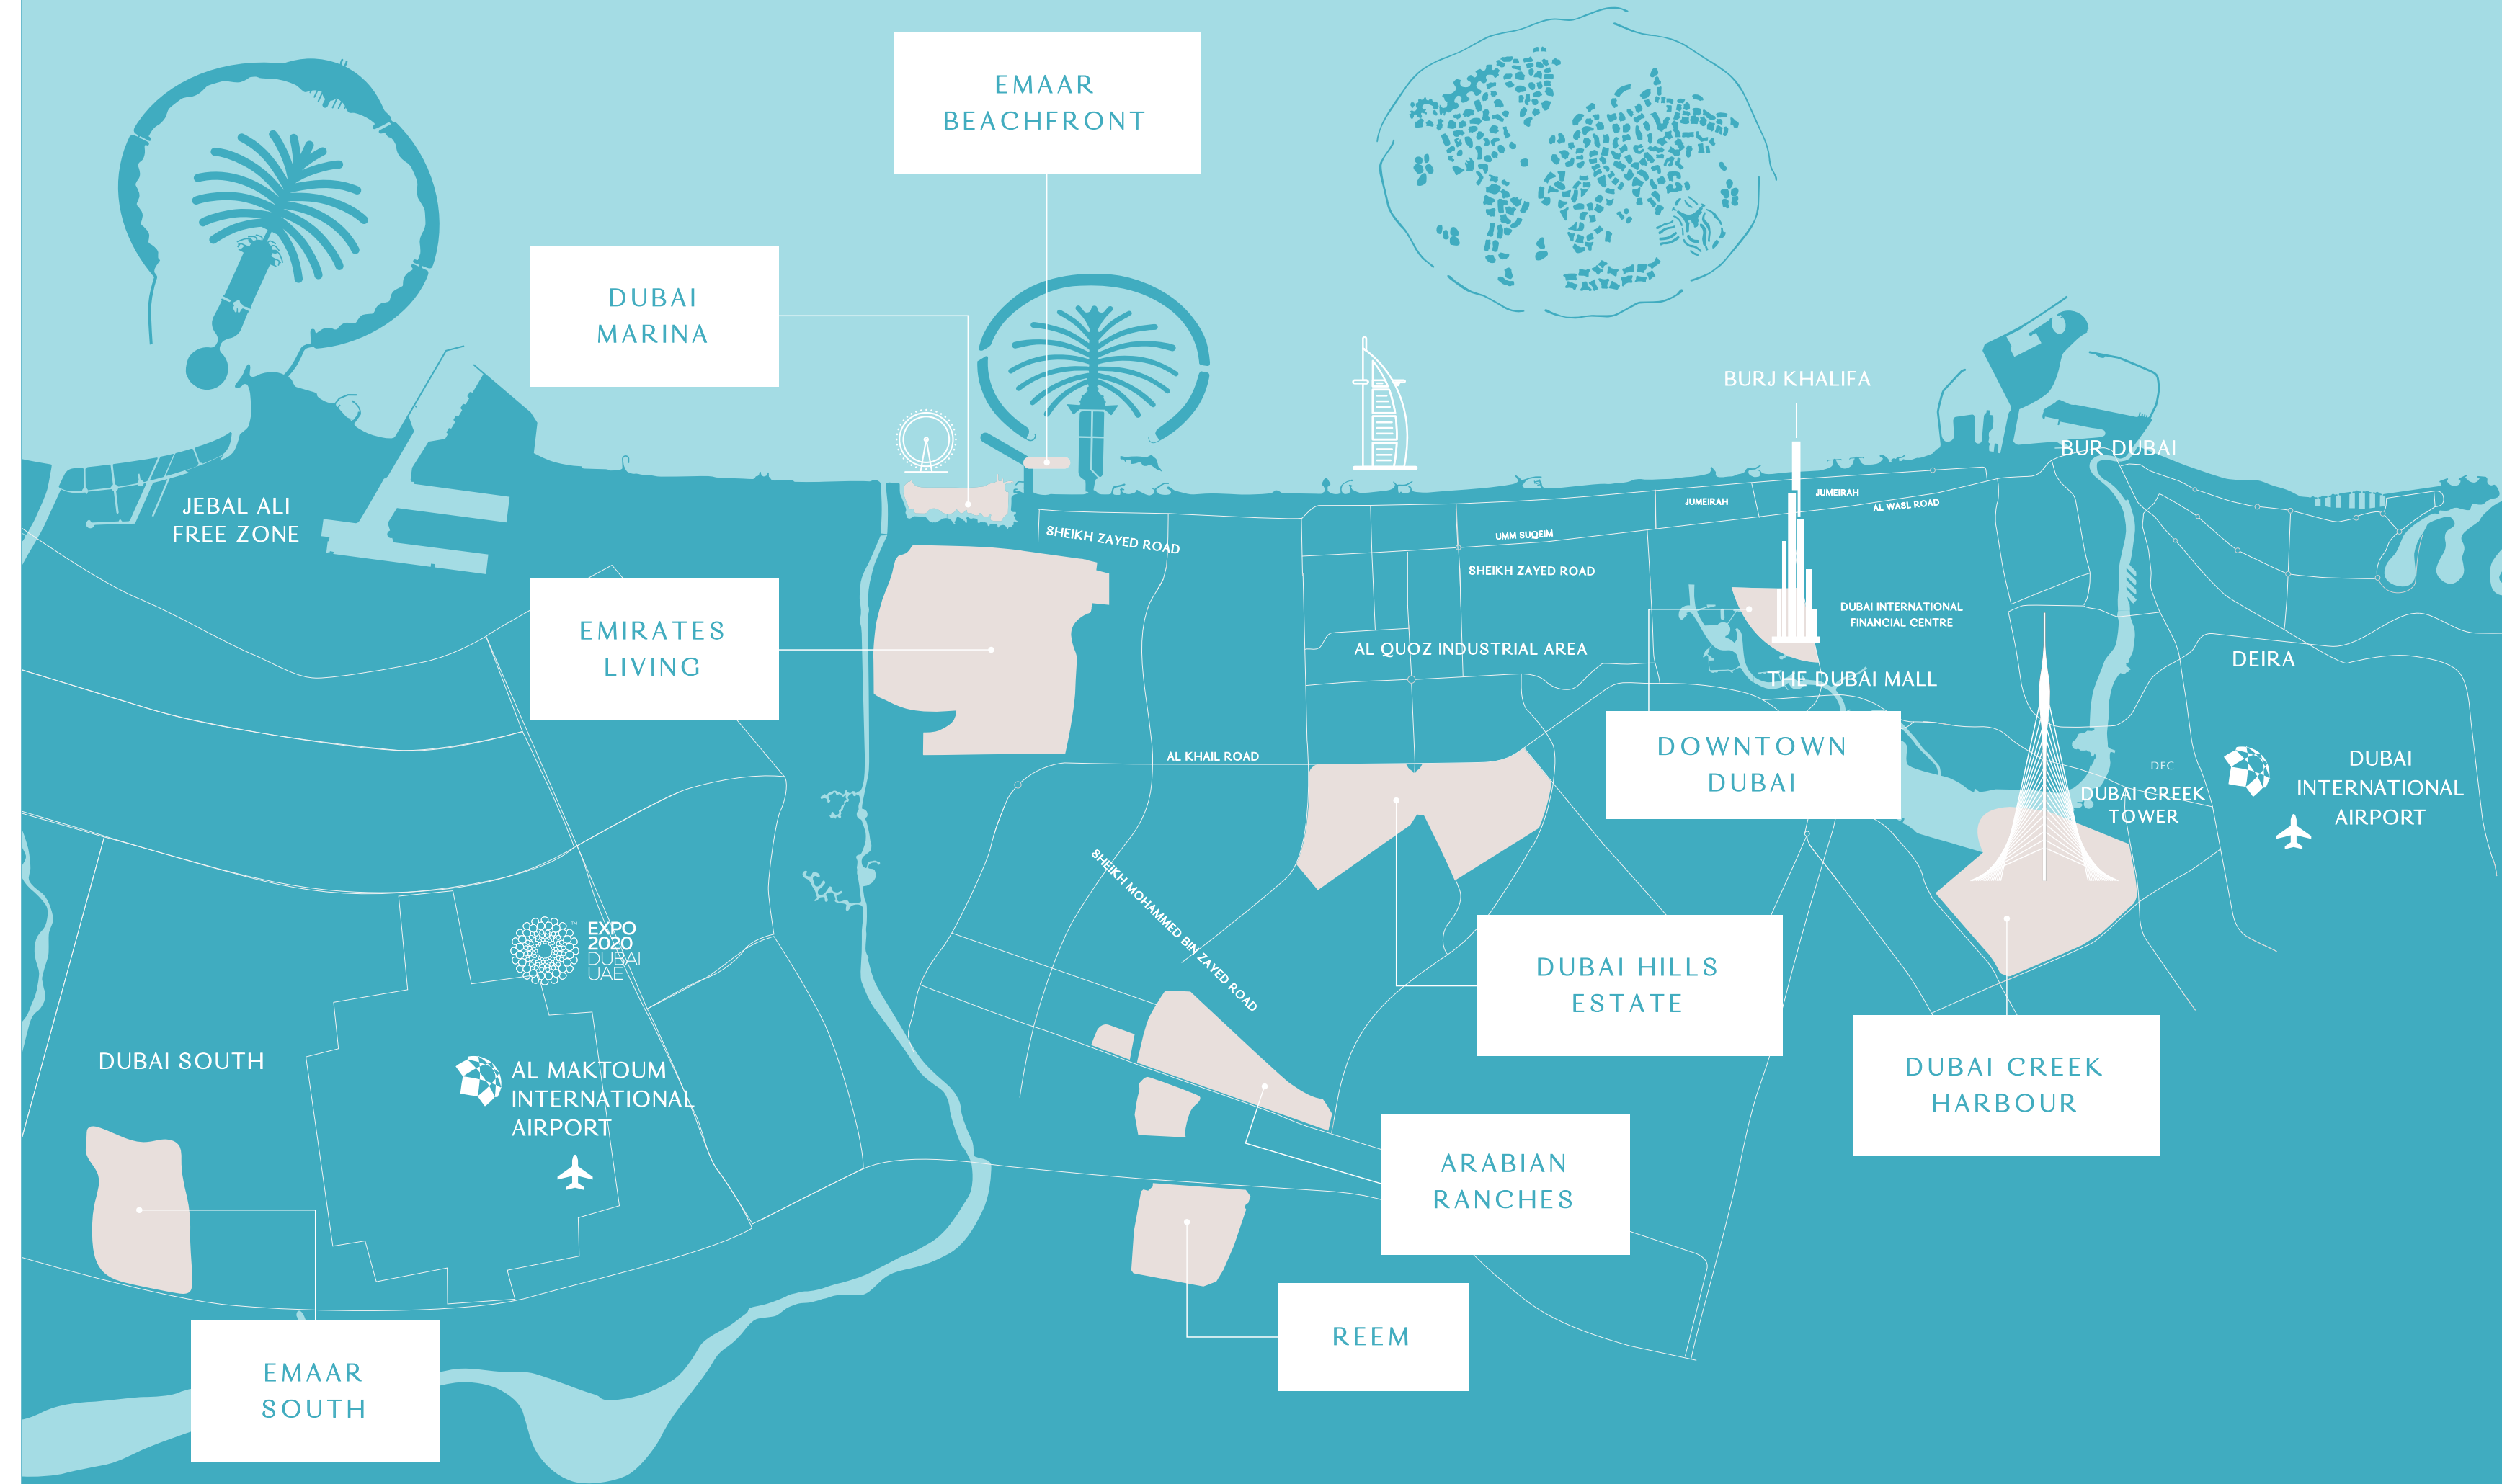 EMAAR
BEACHFRONT
DUBAI
MARINA
BURJ KHALIFA
BUR DUBAI
JEBAL ALI
FREE ZONE
JUMEIRAH
JUMEIRAH
AL WASL ROAD
SHEIKH ZAYED ROAD
UMM SUQEIM
SHEIKH ZAYED ROAD
DUBAI INTERNATIONAL
FINANCIAL CENTRE
EMIRATES
LIVING
AL QUOZ INDUSTRIAL AREA
DEIRA
THE DUBAI MALL
DOWNTOWN
DUBAI
AL KHAIL ROAD
DFC
DUBAI CREEK
TOWER
DUBAI
INTERNATIONAL
AIRPORT
SHEIKH MOHAMMED BIN ZAYED ROAD
EXPO
2020
DUBAI
UAE
TM
DUBAI HILLS
ESTATE
DUBAI SOUTH
AL MAKTOUM
INTERNATIONAL
AIRPORT
DUBAI CREEK
HARBOUR
ARABIAN
RANCHES
REEM
EMAAR
SOUTH